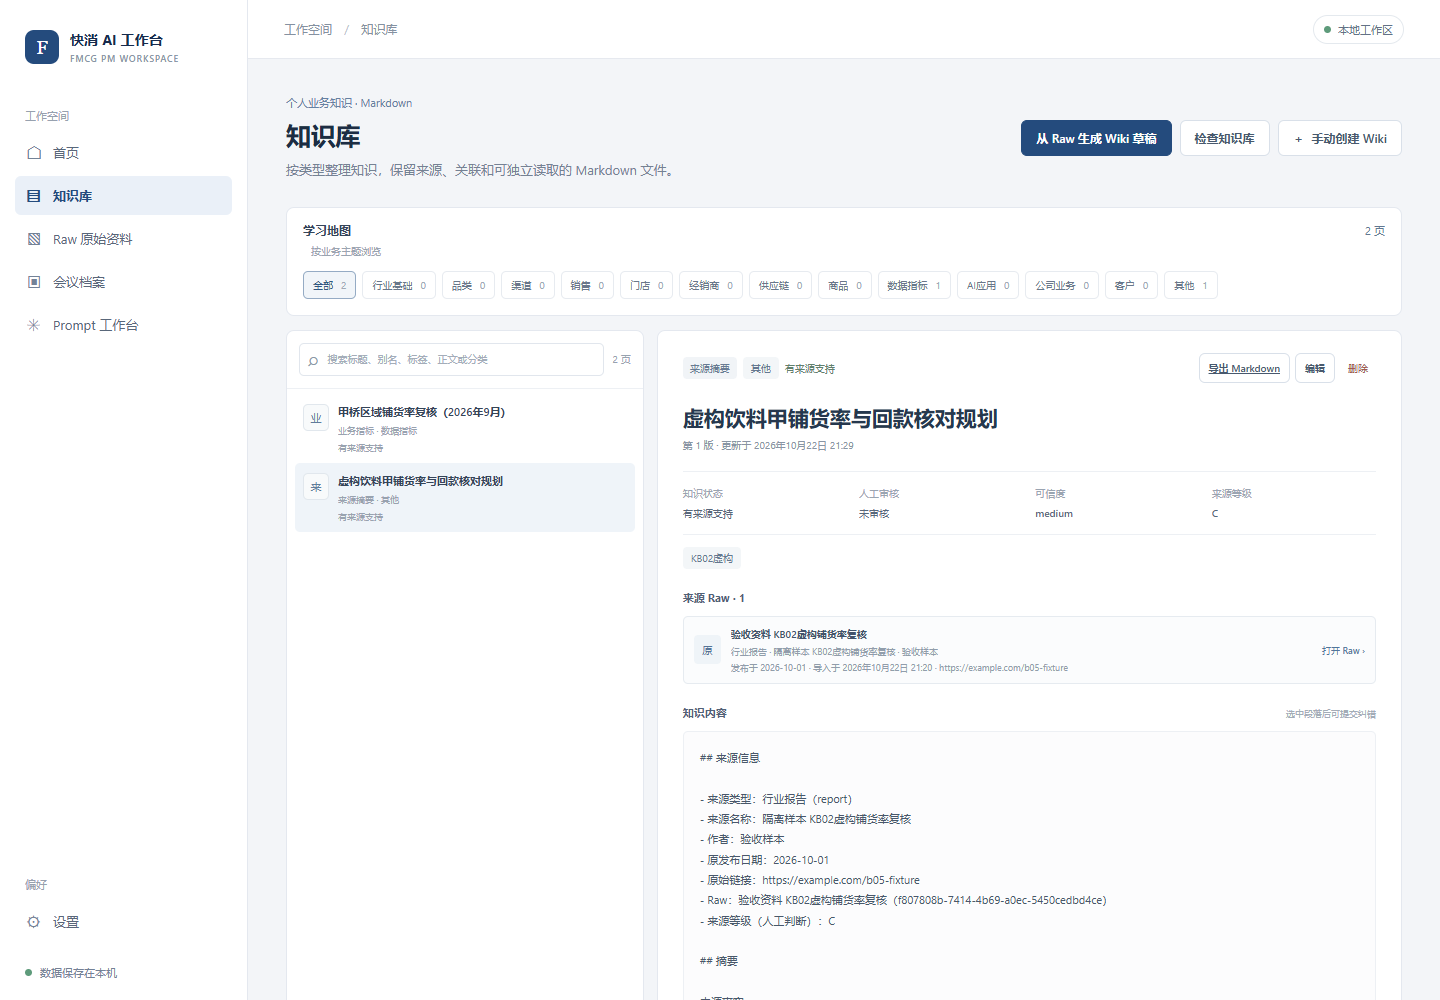 F
快消 AI 工作台
FMCG PM WORKSPACE
工作空间
首页
知识库
Raw 原始资料
会议档案
Prompt 工作台
偏好
设置
数据保存在本机
工作空间 / 知识库
本地工作区
个人业务知识 · Markdown
知识库
按类型整理知识，保留来源、关联和可独立读取的 Markdown 文件。
从 Raw 生成 Wiki 草稿
检查知识库
+ 手动创建 Wiki
学习地图
2 页
按业务主题浏览
全部 2
行业基础 0
品类 0
渠道 0
销售 0
门店 0
经销商 0
供应链 0
商品 0
数据指标 1
AI应用 0
公司业务 0
客户 0
其他 1
搜索标题、别名、标签、正文或分类
2 页
业
甲桥区域铺货率复核（2026年9月）
业务指标 · 数据指标
有来源支持
来
虚构饮料甲铺货率与回款核对规划
来源摘要 · 其他
有来源支持
来源摘要
其他
有来源支持
导出 Markdown
编辑
删除
虚构饮料甲铺货率与回款核对规划
第 1 版 · 更新于 2026年10月22日 21:29
知识状态
有来源支持
人工审核
未审核
可信度
medium
来源等级
C
KB02虚构
来源 Raw · 1
原
验收资料 KB02虚构铺货率复核
行业报告 · 隔离样本 KB02虚构铺货率复核 · 验收样本
发布于 2026-10-01 · 导入于 2026年10月22日 21:20 · https://example.com/b05-fixture
打开 Raw ›
知识内容
选中段落后可提交纠错
## 来源信息
- 来源类型：行业报告（report）
- 来源名称：隔离样本 KB02虚构铺货率复核
- 作者：验收样本
- 原发布日期：2026-10-01
- 原始链接：https://example.com/b05-fixture
- Raw：验收资料 KB02虚构铺货率复核（f807808b-7414-4b69-a0ec-5450cedbd4ce）
- 来源等级（人工判断）：C
## 摘要